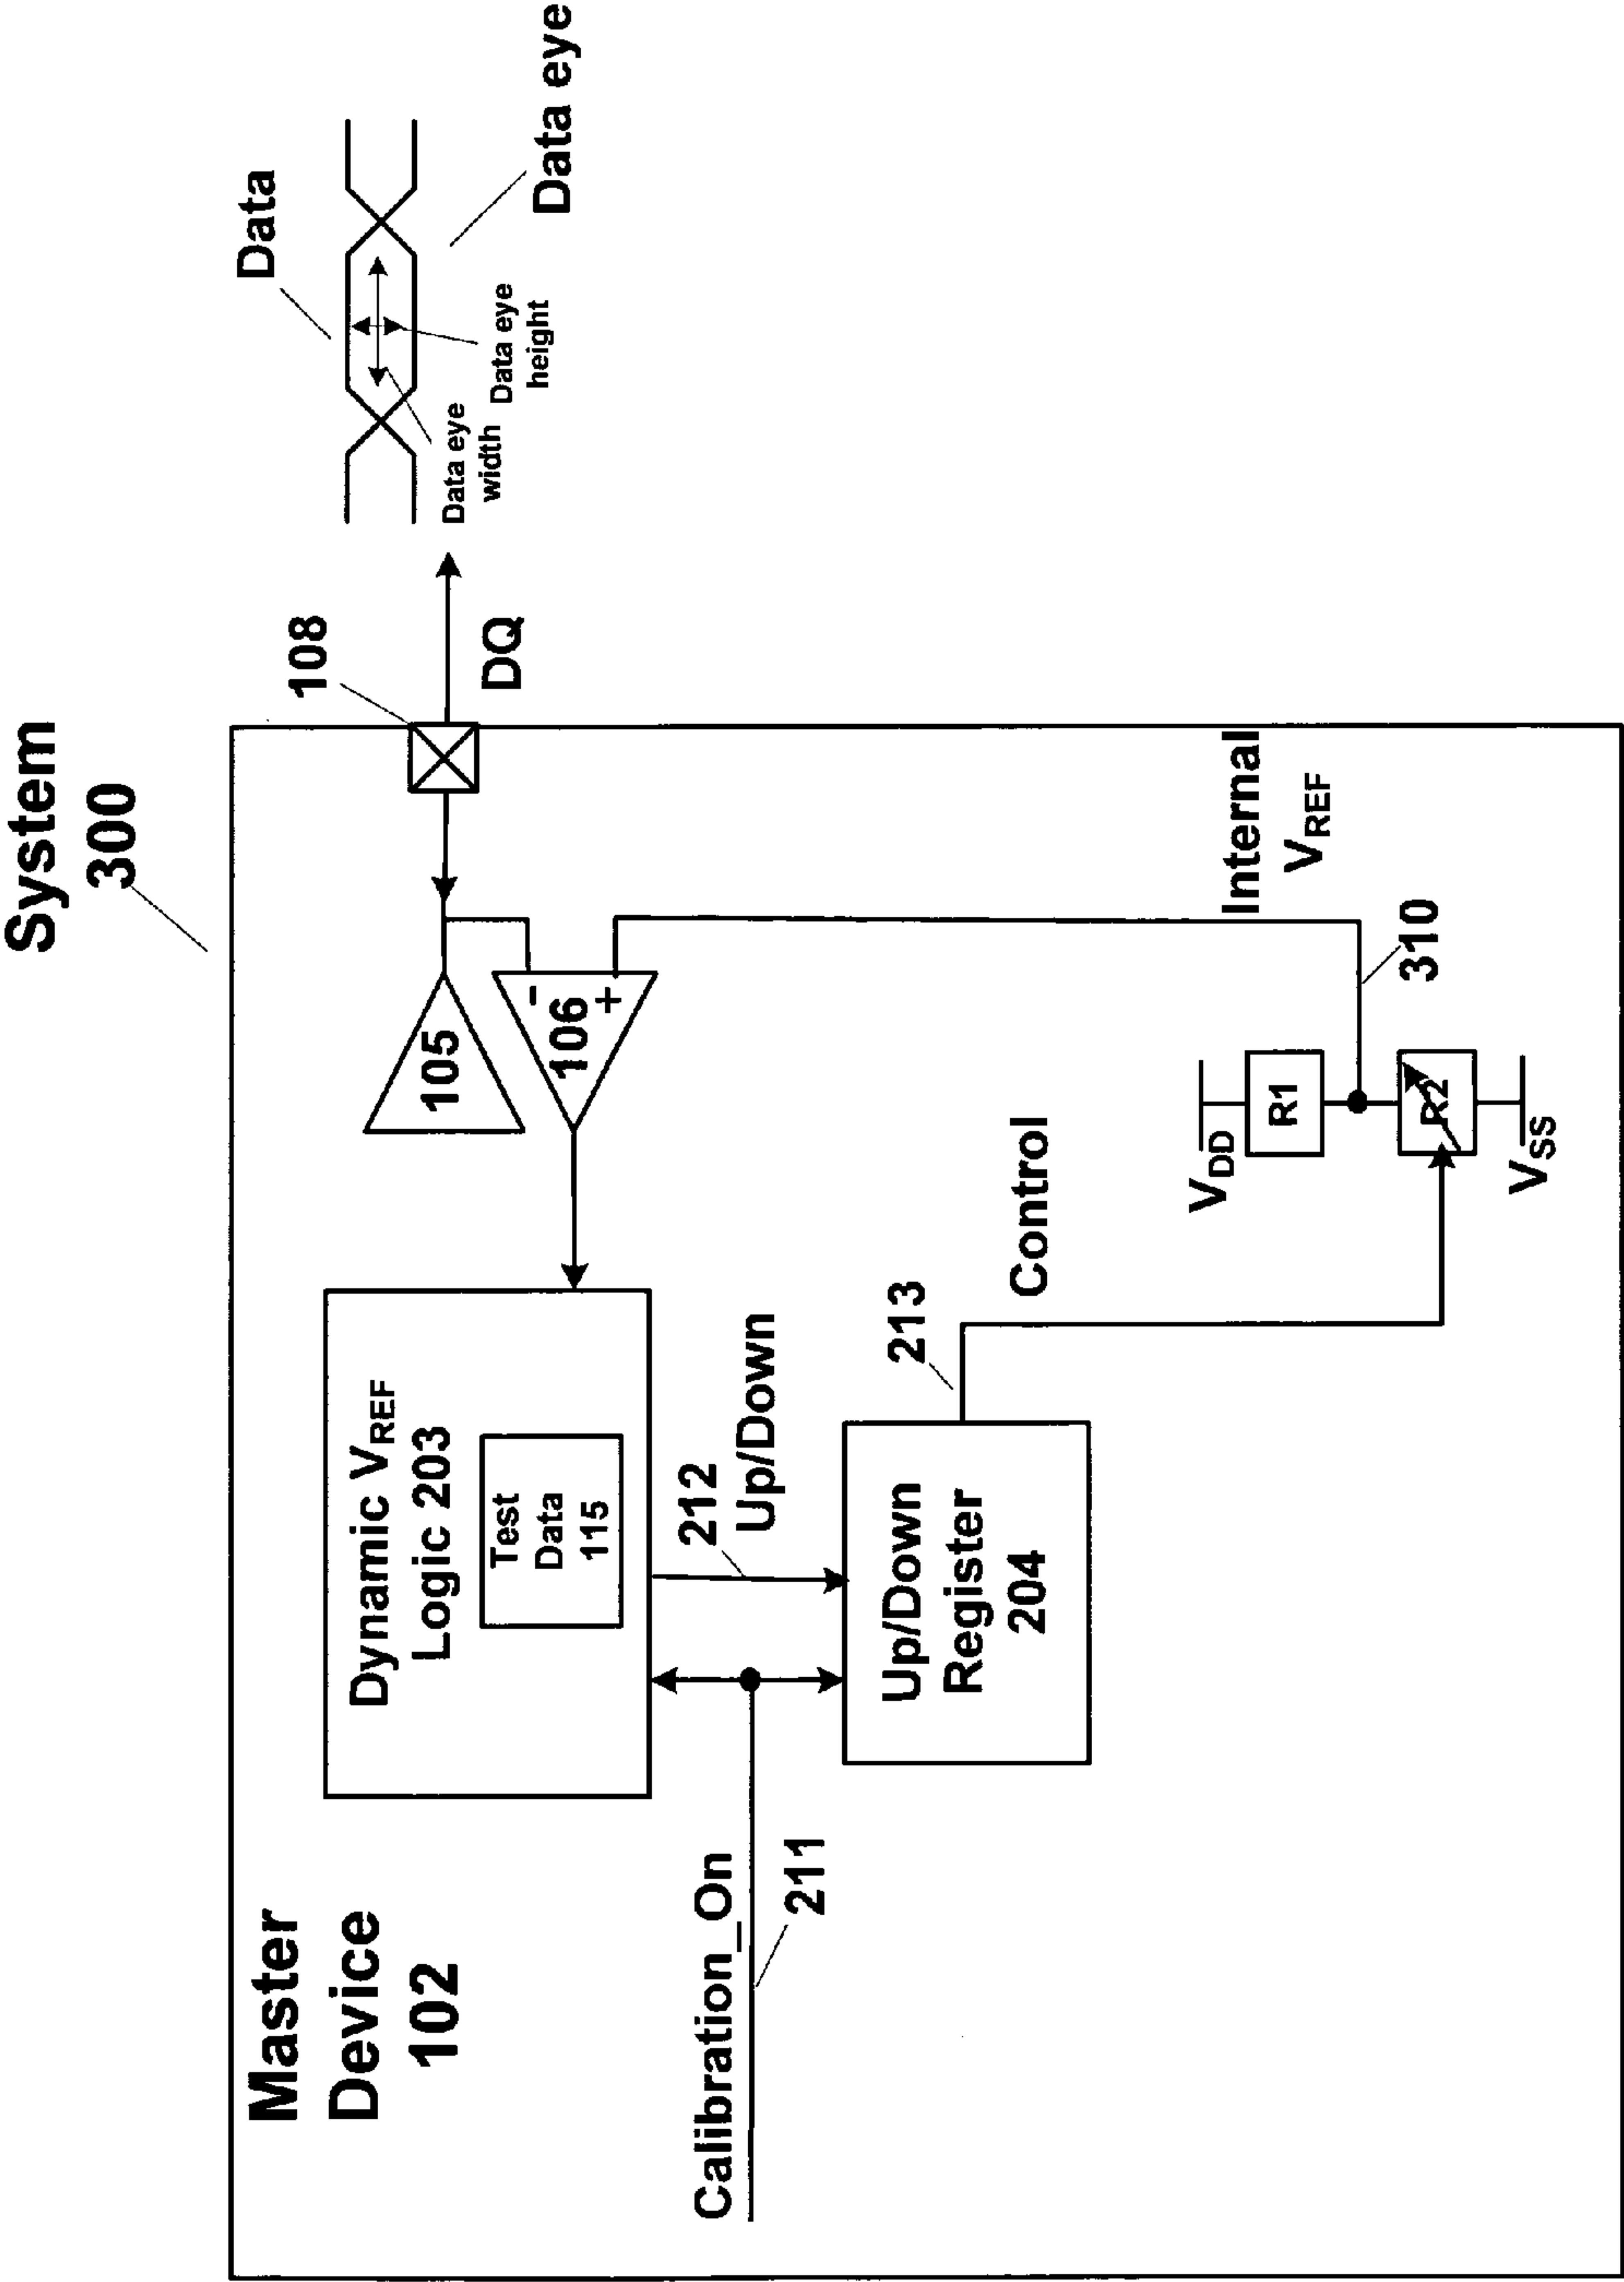 System
300
Master
Device
102
Dynamic VREF
Logic 203
Test
Data
115
105
106
-
+
108
DQ
Data
Data eye
width
Data eye
height
Data eye
Calibration_On
211
212
Up/Down
Up/Down
Register
204
213
Control
VDD
R1
R2
VSS
310
Internal
VREF